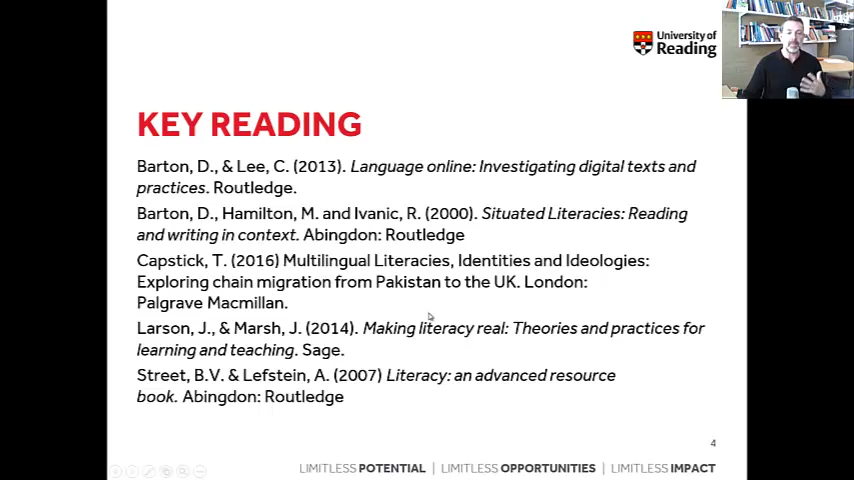 University of
Reading
KEY READING
Barton, D., & Lee, C. (2013). Language online: Investigating digital texts and
practices. Routledge.
Barton, D., Hamilton, M. and Ivanic, R. (2000). Situated Literacies: Reading
and writing in context. Abingdon: Routledge
Capstick, T. (2016) Multilingual Literacies, Identities and Ideologies:
Exploring chain migration from Pakistan to the UK. London:
Palgrave Macmillan.
Larson, J., & Marsh, J. (2014). Making literacy real: Theories and practices for
learning and teaching. Sage.
Street, B.V. & Lefstein, A. (2007) Literacy: an advanced resource
book. Abingdon: Routledge
4
LIMITLESS POTENTIAL | LIMITLESS OPPORTUNITIES | LIMITLESS IMPACT